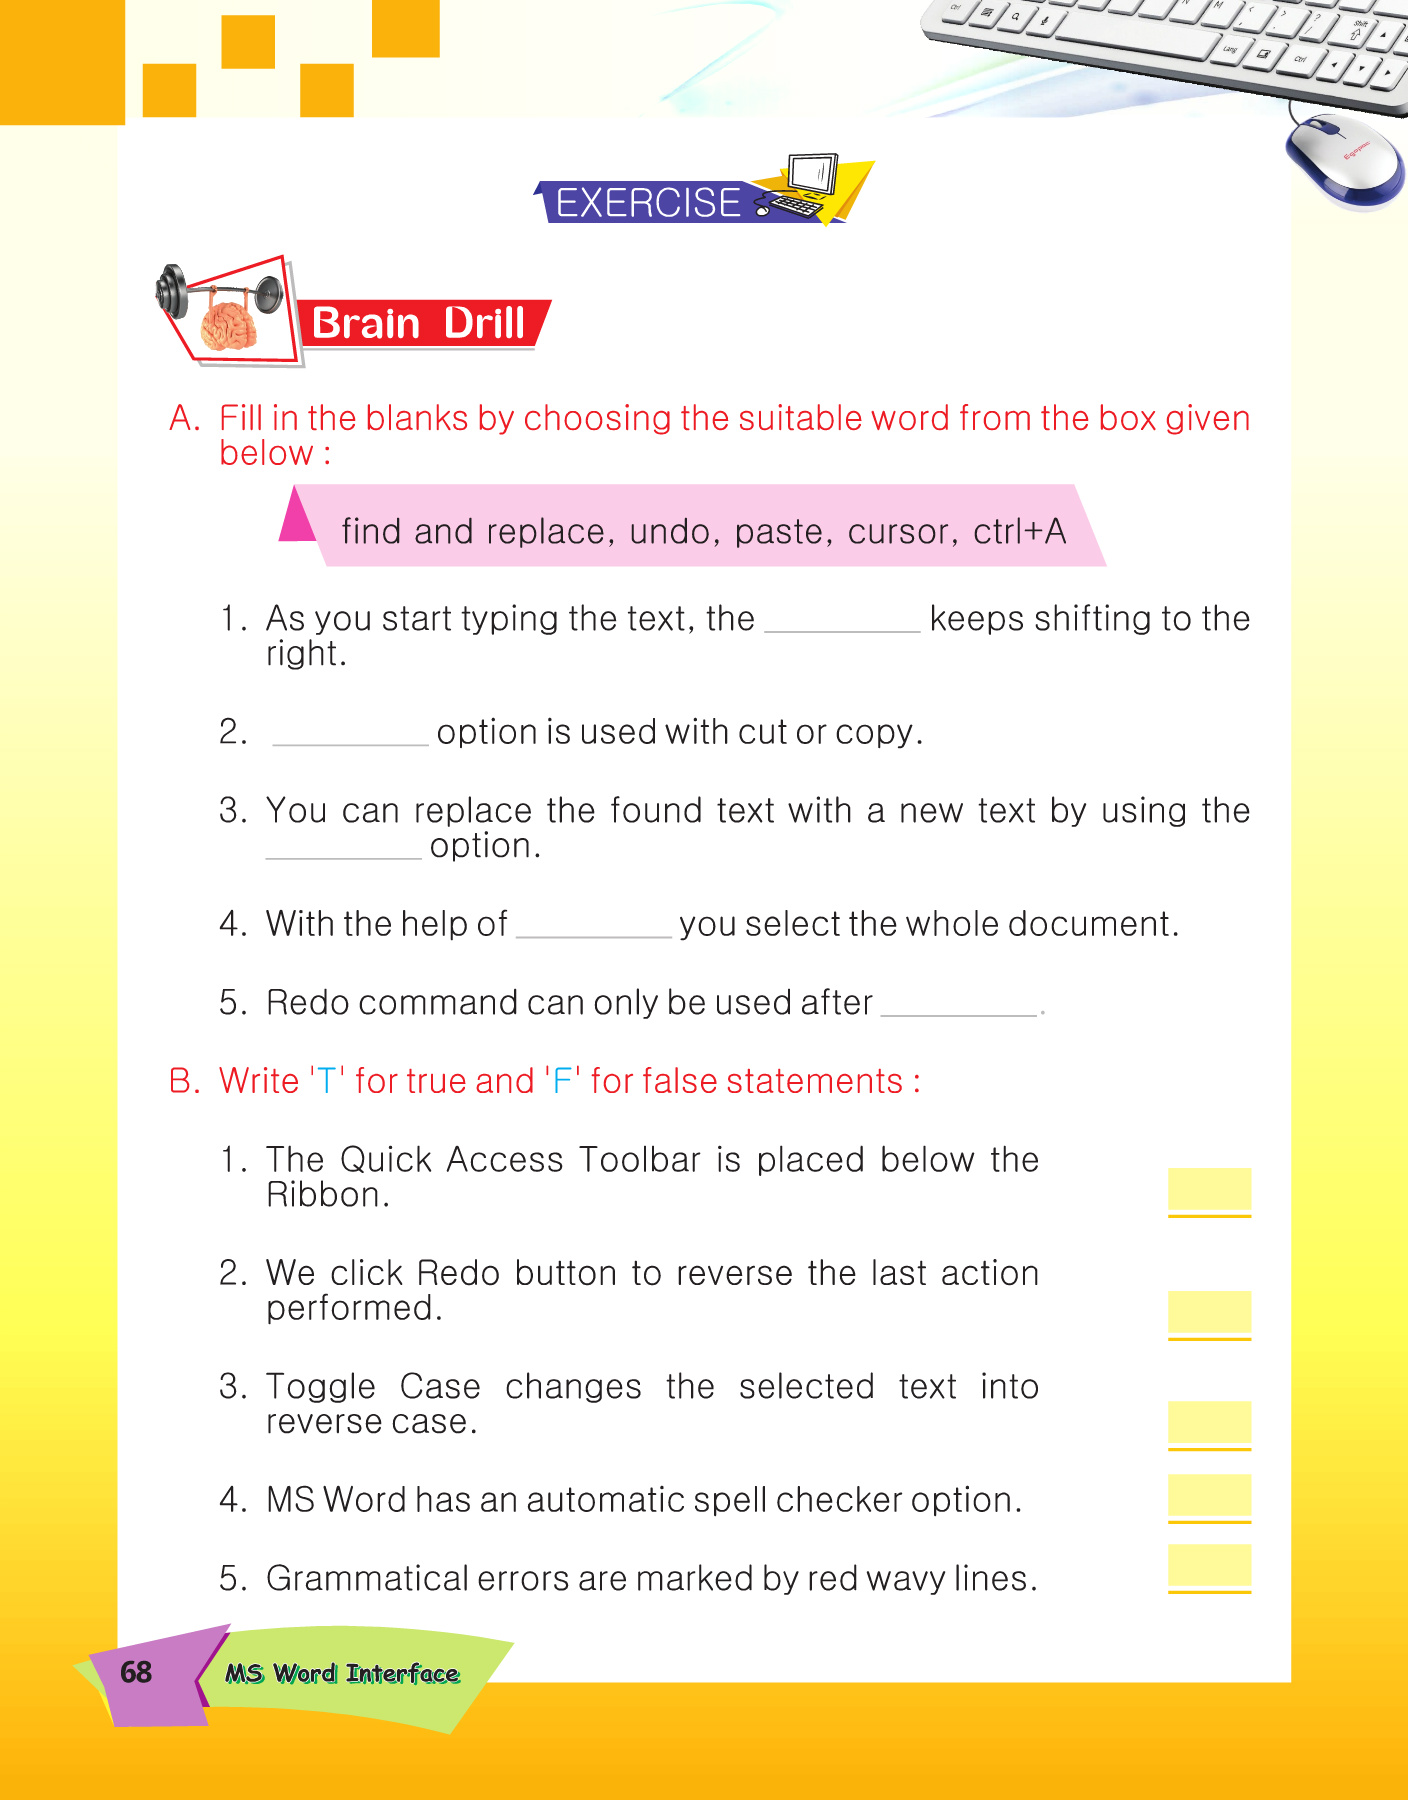 EXERCISE
Brain Drill
A. Fill in the blanks by choosing the suitable word from the box given
below :
find and replace, undo, paste, cursor, ctrl+A
1. As you start typing the text, the __________ keeps shifting to the
right.
2. __________ option is used with cut or copy.
3. You can replace the found text with a new text by using the
__________ option.
4. With the help of __________ you select the whole document.
5. Redo command can only be used after __________.
B. Write 'T' for true and 'F' for false statements :
1. The Quick Access Toolbar is placed below the
Ribbon.
2. We click Redo button to reverse the last action
performed.
3. Toggle Case changes the selected text into
reverse case.
4. MS Word has an automatic spell checker option.
5. Grammatical errors are marked by red wavy lines.
68 MS Word Interface